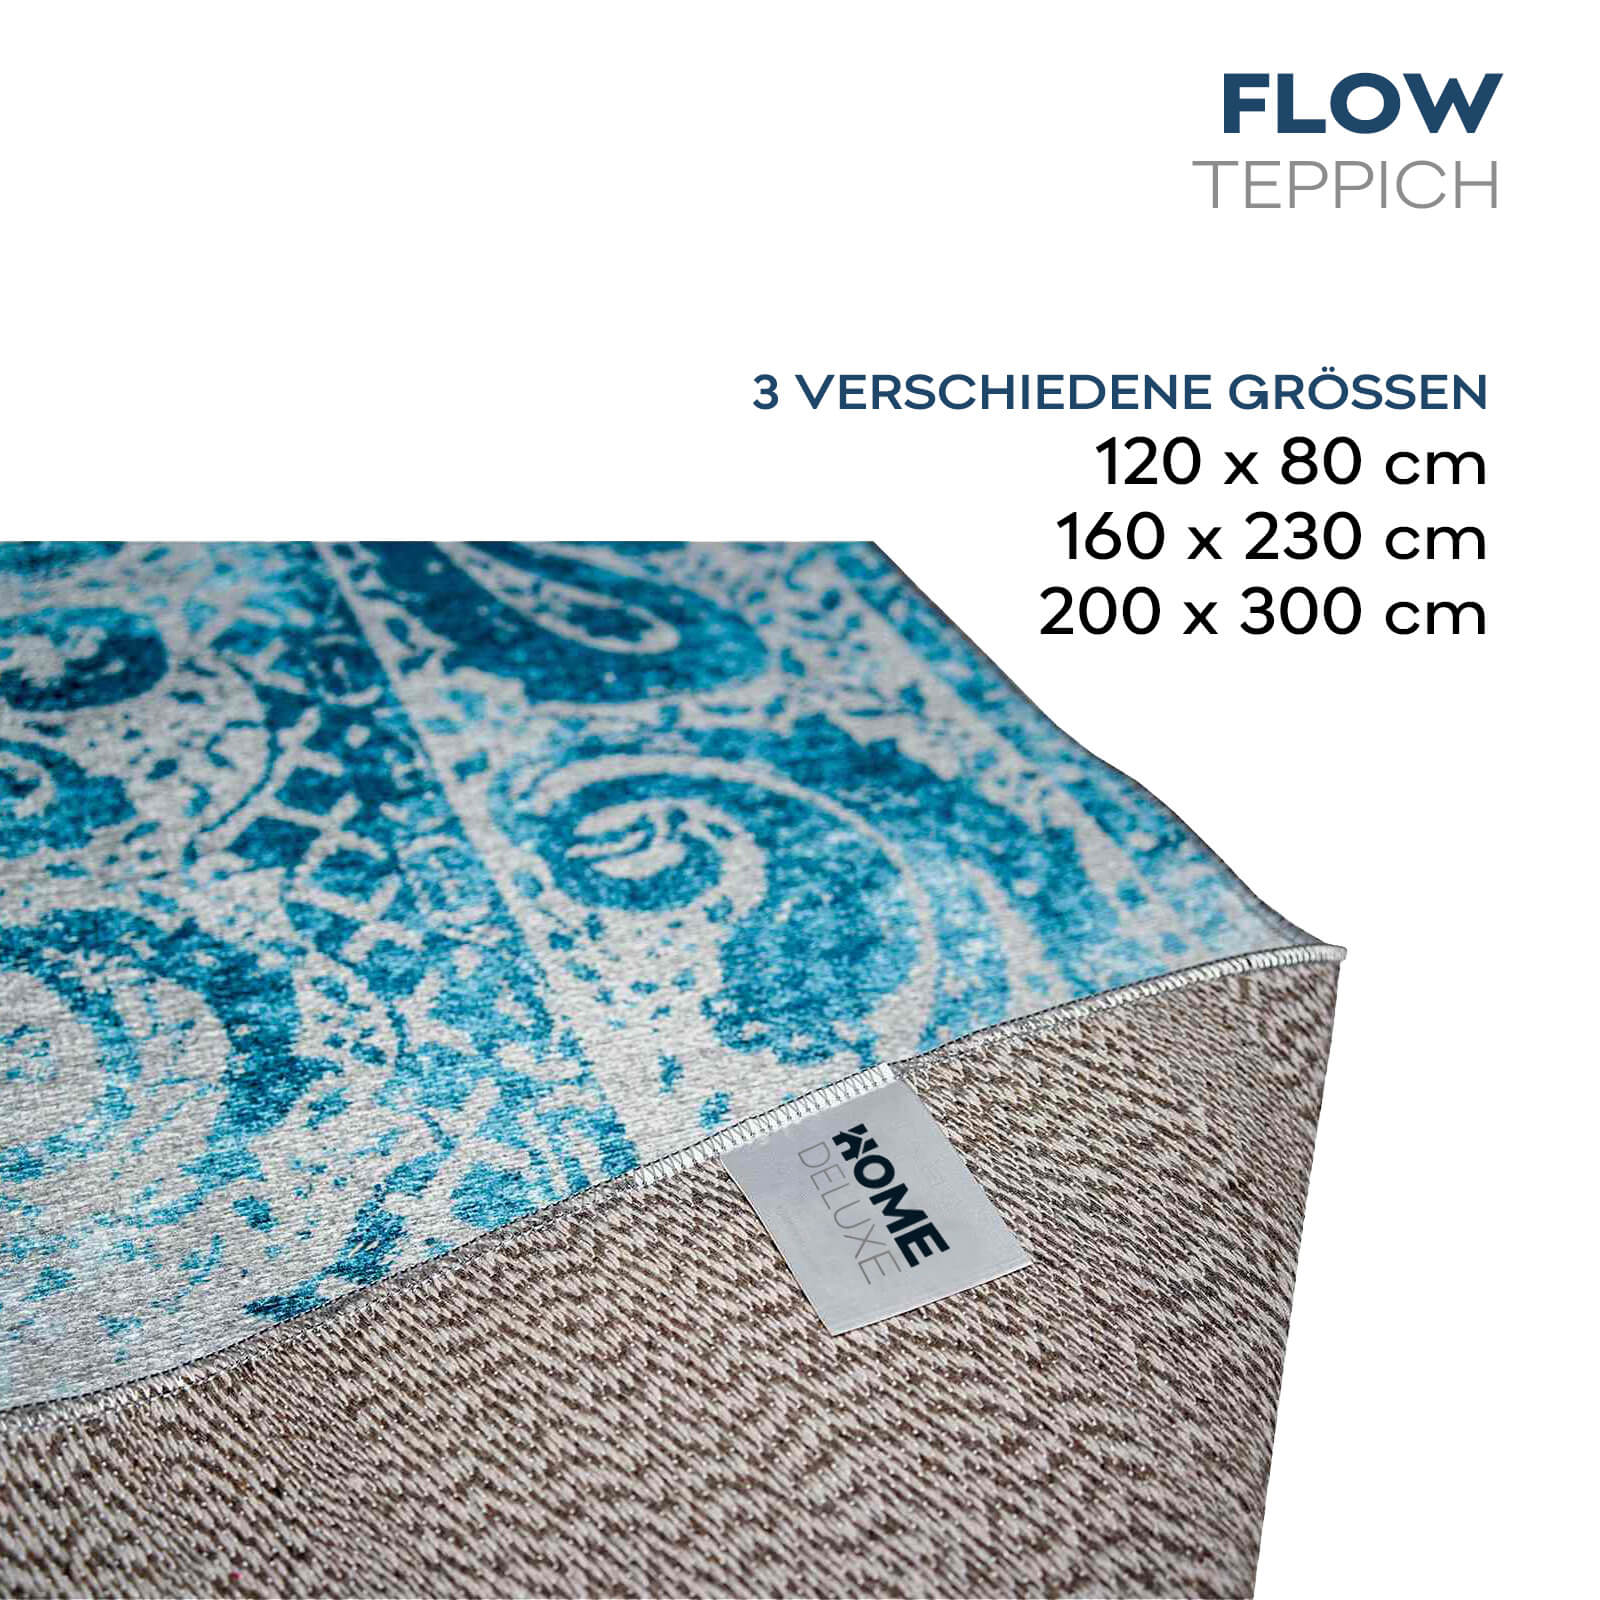 FLOW
TEPPICH
3 VERSCHIEDENE GRÖSSEN
120 x 80 cm
160 x 230 cm
200 x 300 cm
HOME
DELUXE